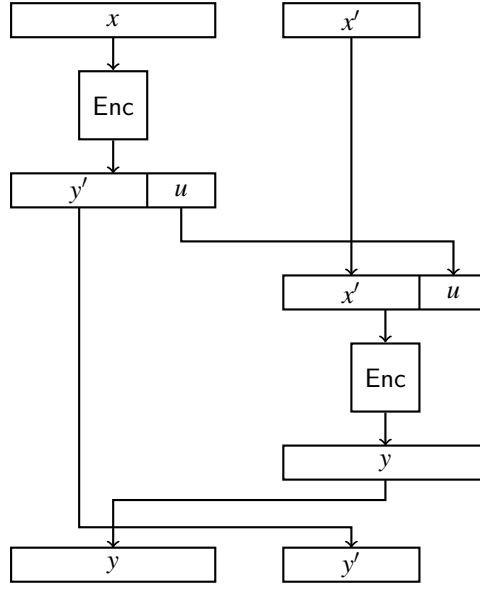 x x′
Enc
y′ u
x′ u
Enc
y
y y′